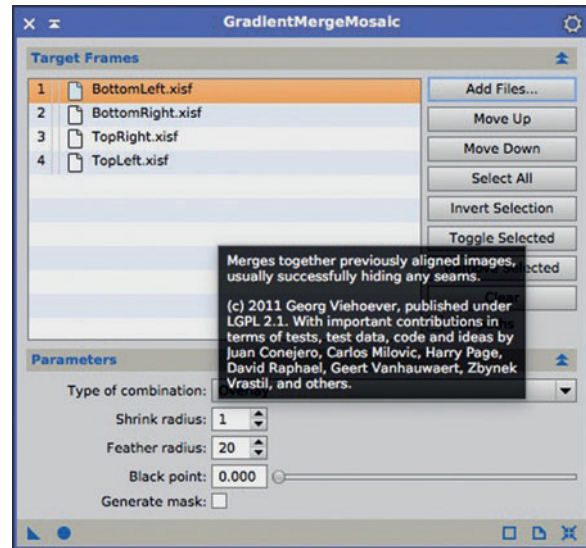 GradientMergeMosaic
Target Frames
1 BottomLeft.xisf
2 BottomRight.xisf
3 TopRight.xisf
4 TopLeft.xisf
Add Files...
Move Up
Move Down
Select All
Invert Selection
Toggle Selected
Remove Selected
Clear
Merges together previously aligned images,
usually successfully hiding any seams.
(c) 2011 Georg Viehoever, published under
LGPL 2.1. With important contributions in
terms of tests, test data, code and ideas by
Juan Conejero, Carlos Milovic, Harry Page,
David Raphael, Geert Vanhauwaert, Zbynek
Vrastil, and others.
Parameters
Type of combination: Overlay
Shrink radius: 1
Feather radius: 20
Black point: 0.000
Generate mask: